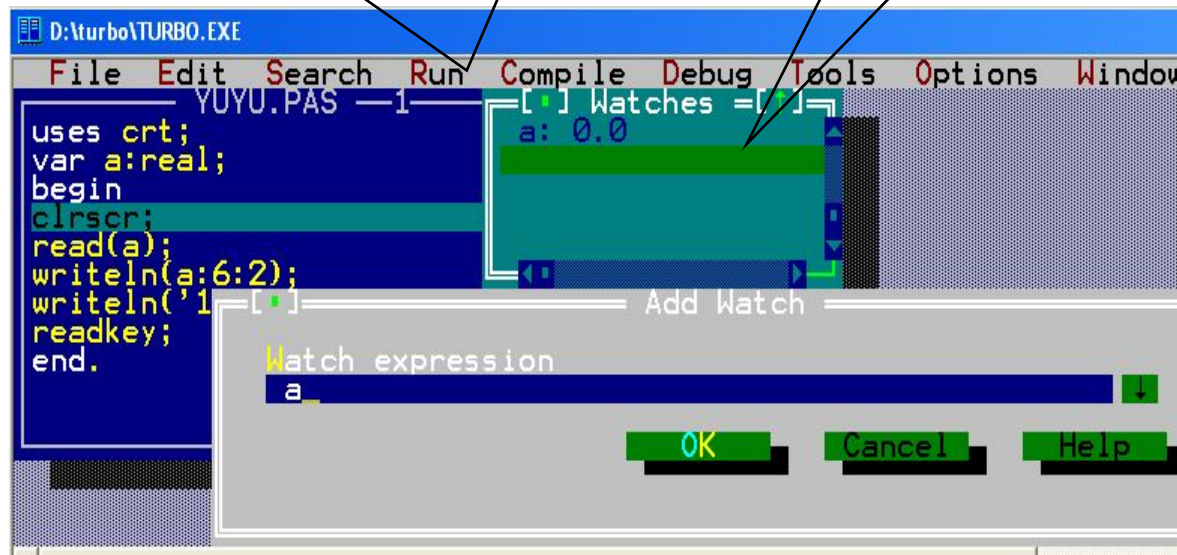 D:\turbo\TURBO.EXE
File Edit Search Run Compile Debug Tools Options Window
YUYU.PAS 1
uses crt;
var a:real;
begin
clrscr;
read(a);
writeln(a:6:2);
writeln('1
readkey;
end.
[▪] Watches =[↑]
a: 0.0
[▪] Add Watch
Watch expression
a_
↓
OK Cancel Help